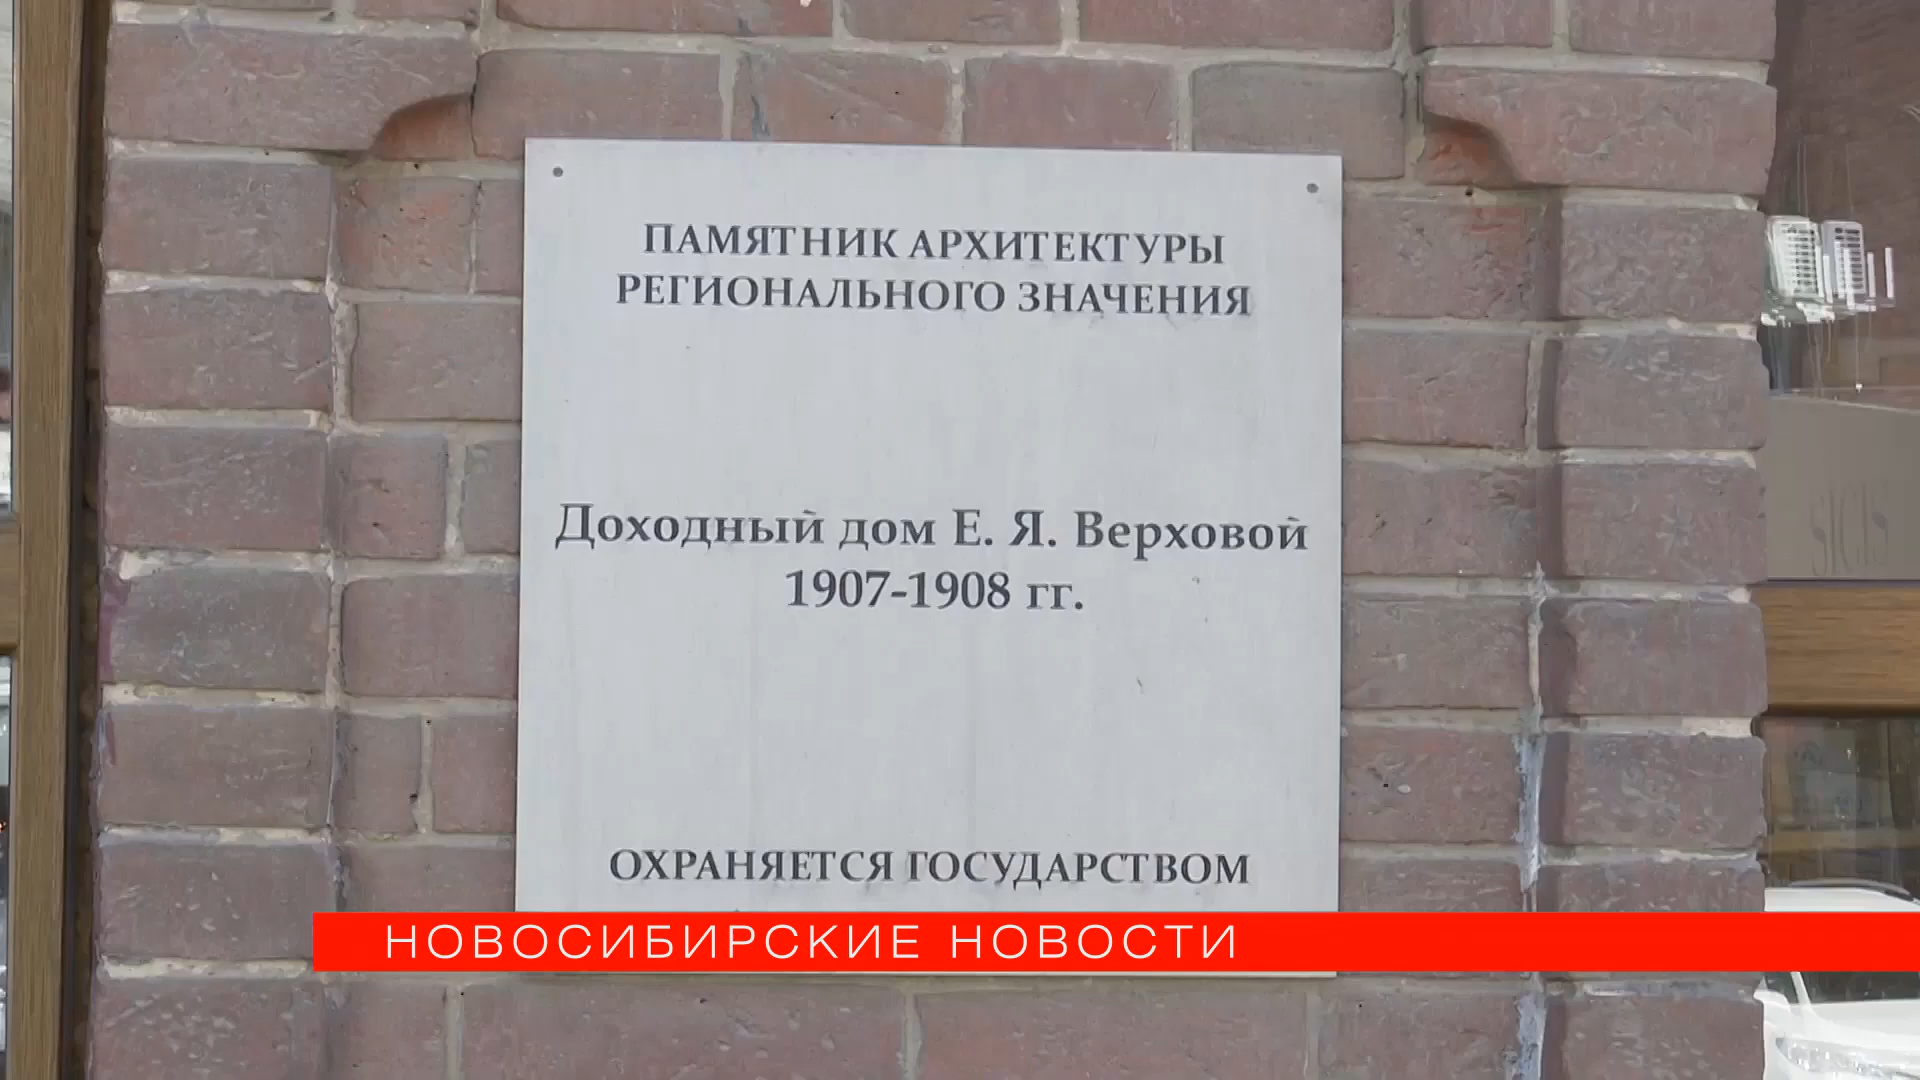 ПАМЯТНИК АРХИТЕКТУРЫ
РЕГИОНАЛЬНОГО ЗНАЧЕНИЯ
Доходный дом Е. Я. Верховой
1907-1908 гг.
ОХРАНЯЕТСЯ ГОСУДАРСТВОМ
НОВОСИБИРСКИЕ НОВОСТИ